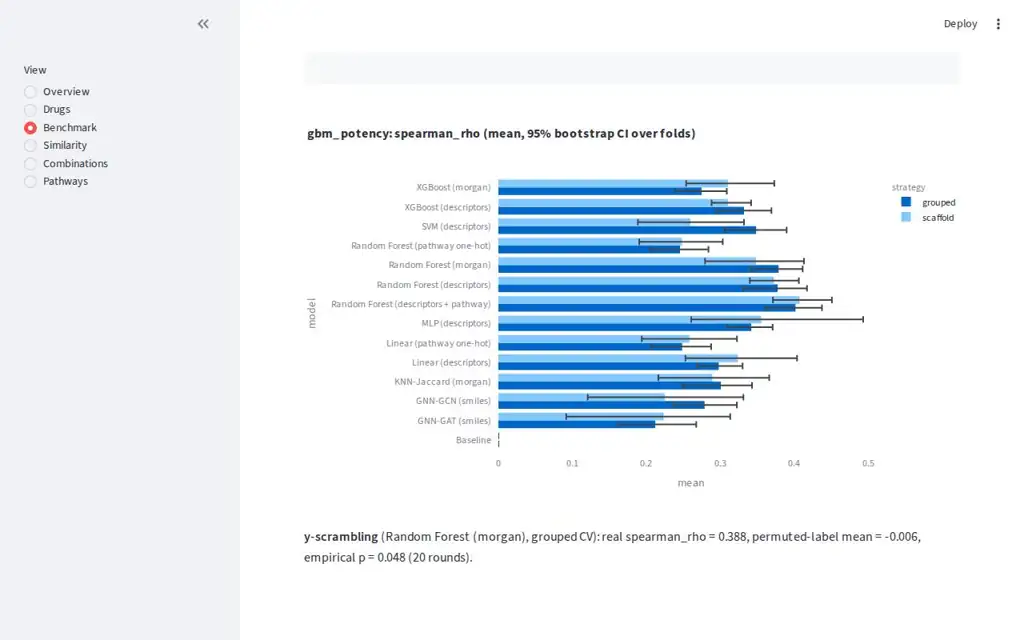 Deploy
View
Overview
Drugs
Benchmark
Similarity
Combinations
Pathways
gbm_potency: spearman_rho (mean, 95% bootstrap CI over folds)
strategy
grouped
scaffold
model
XGBoost (morgan)
XGBoost (descriptors)
SVM (descriptors)
Random Forest (pathway one-hot)
Random Forest (morgan)
Random Forest (descriptors)
Random Forest (descriptors + pathway)
MLP (descriptors)
Linear (pathway one-hot)
Linear (descriptors)
KNN-Jaccard (morgan)
GNN-GCN (smiles)
GNN-GAT (smiles)
Baseline
0 0.1 0.2 0.3 0.4 0.5
mean
y-scrambling (Random Forest (morgan), grouped CV): real spearman_rho = 0.388, permuted-label mean = -0.006,
empirical p = 0.048 (20 rounds).